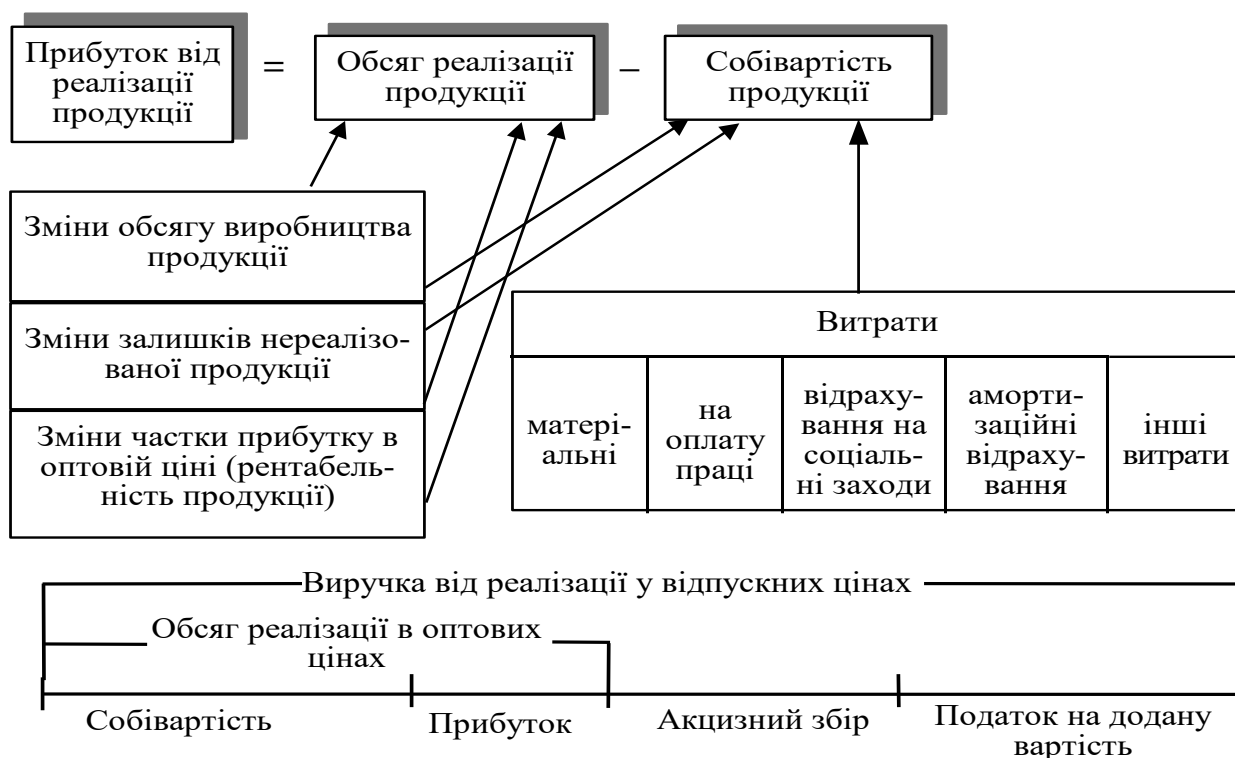 Прибуток від
реалізації
продукції
=
Обсяг реалізації
продукції
–
Собівартість
продукції
Зміни обсягу виробництва
продукції
Зміни залишків нереалізо-
ваної продукції
Зміни частки прибутку в
оптовій ціні (рентабель-
ність продукції)
Витрати
матері-
альні
на
оплату
праці
відраху-
вання на
соціаль-
ні заходи
аморти-
заційні
відраху-
вання
інші
витрати
Виручка від реалізації у відпускних цінах
Обсяг реалізації в оптових
цінах
Собівартість
Прибуток
Акцизний збір
Податок на додану
вартість